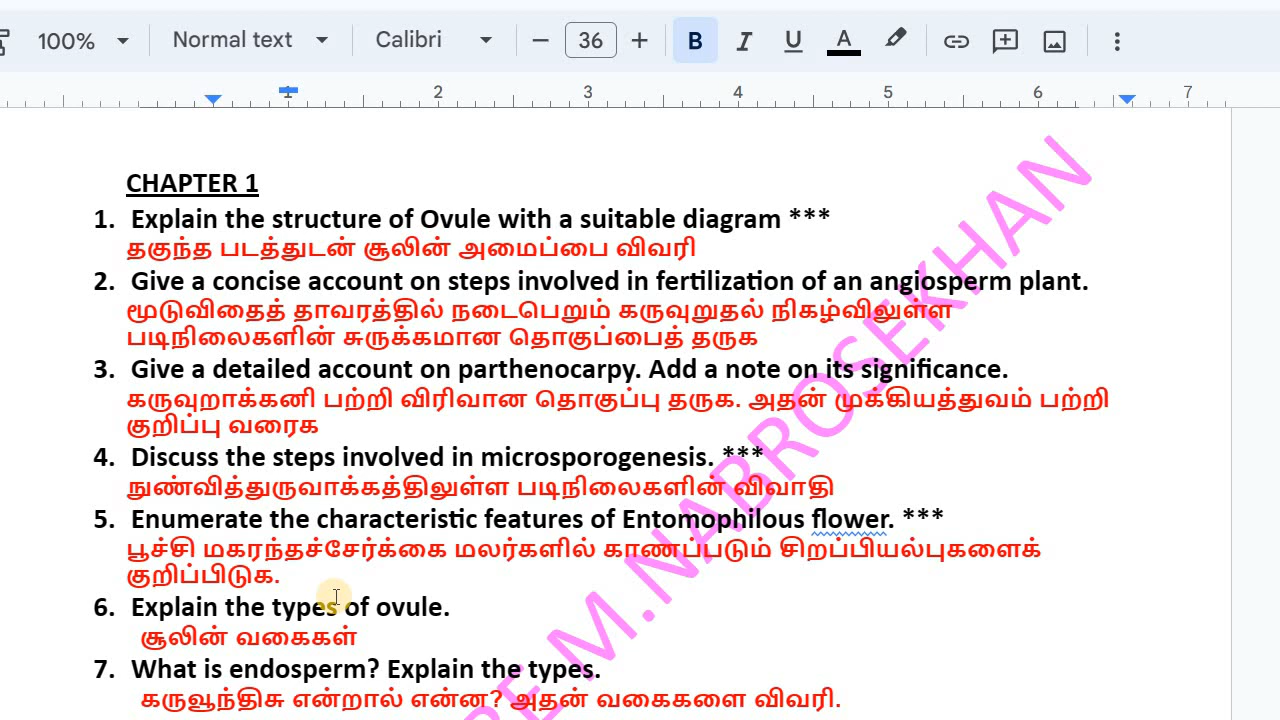 100% Normal text Calibri 36 B I U A
1 2 3 4 5 6 7
CHAPTER 1
1. Explain the structure of Ovule with a suitable diagram ***
தகுந்த படத்துடன் சூலின் அமைப்பை விவரி
2. Give a concise account on steps involved in fertilization of an angiosperm plant.
மூடுவிதைத் தாவரத்தில் நடைபெறும் கருவுறுதல் நிகழ்விலுள்ள
படிநிலைகளின் சுருக்கமான தொகுப்பைத் தருக
3. Give a detailed account on parthenocarpy. Add a note on its significance.
கருவுறாக்கனி பற்றி விரிவான தொகுப்பு தருக. அதன் முக்கியத்துவம் பற்றி
குறிப்பு வரைக
4. Discuss the steps involved in microsporogenesis. ***
நுண்வித்துருவாக்கத்திலுள்ள படிநிலைகளின் விவாதி
5. Enumerate the characteristic features of Entomophilous flower. ***
பூச்சி மகரந்தச்சேர்க்கை மலர்களில் காணப்படும் சிறப்பியல்புகளைக்
குறிப்பிடுக.
6. Explain the types of ovule.
சூலின் வகைகள்
7. What is endosperm? Explain the types.
கருவூந்திசு என்றால் என்ன? அதன் வகைகளை விவரி.
RE M.NABROSEKHAN